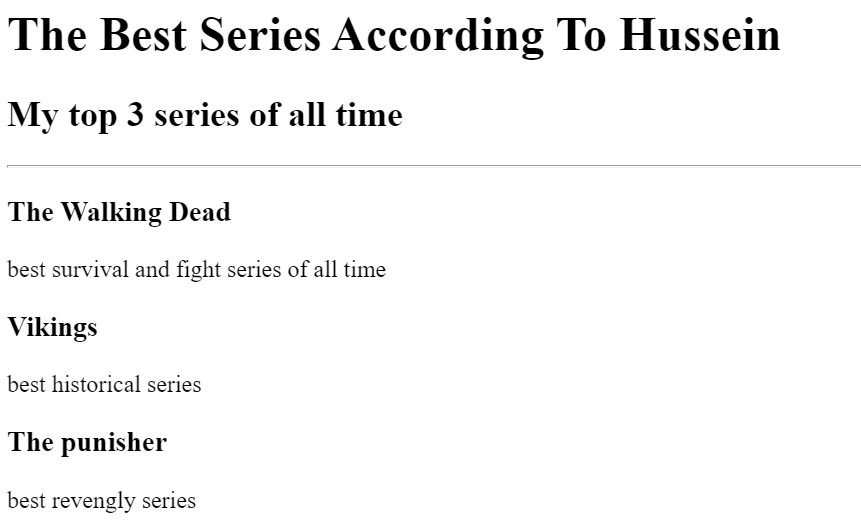 The Best Series According To Hussein
My top 3 series of all time
The Walking Dead
best survival and fight series of all time
Vikings
best historical series
The punisher
best revengly series